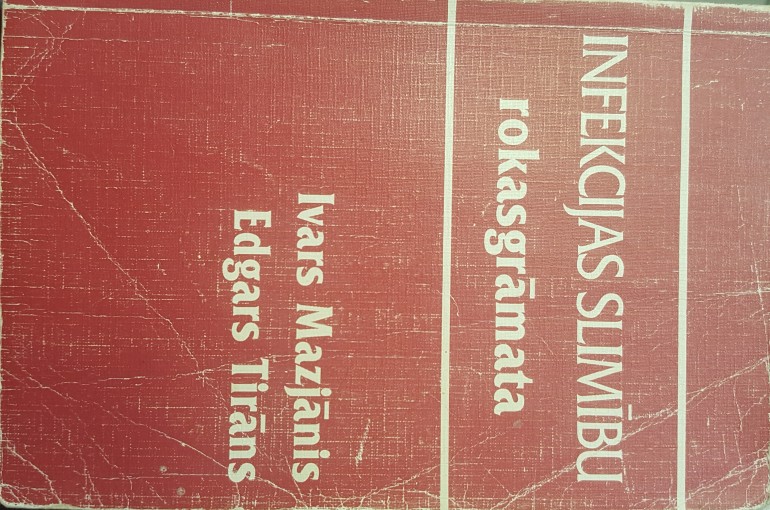 INFEKCIJAS SLIMĪBU
rokasgrāmata
Ivars Mazjānis
Edgars Tirāns